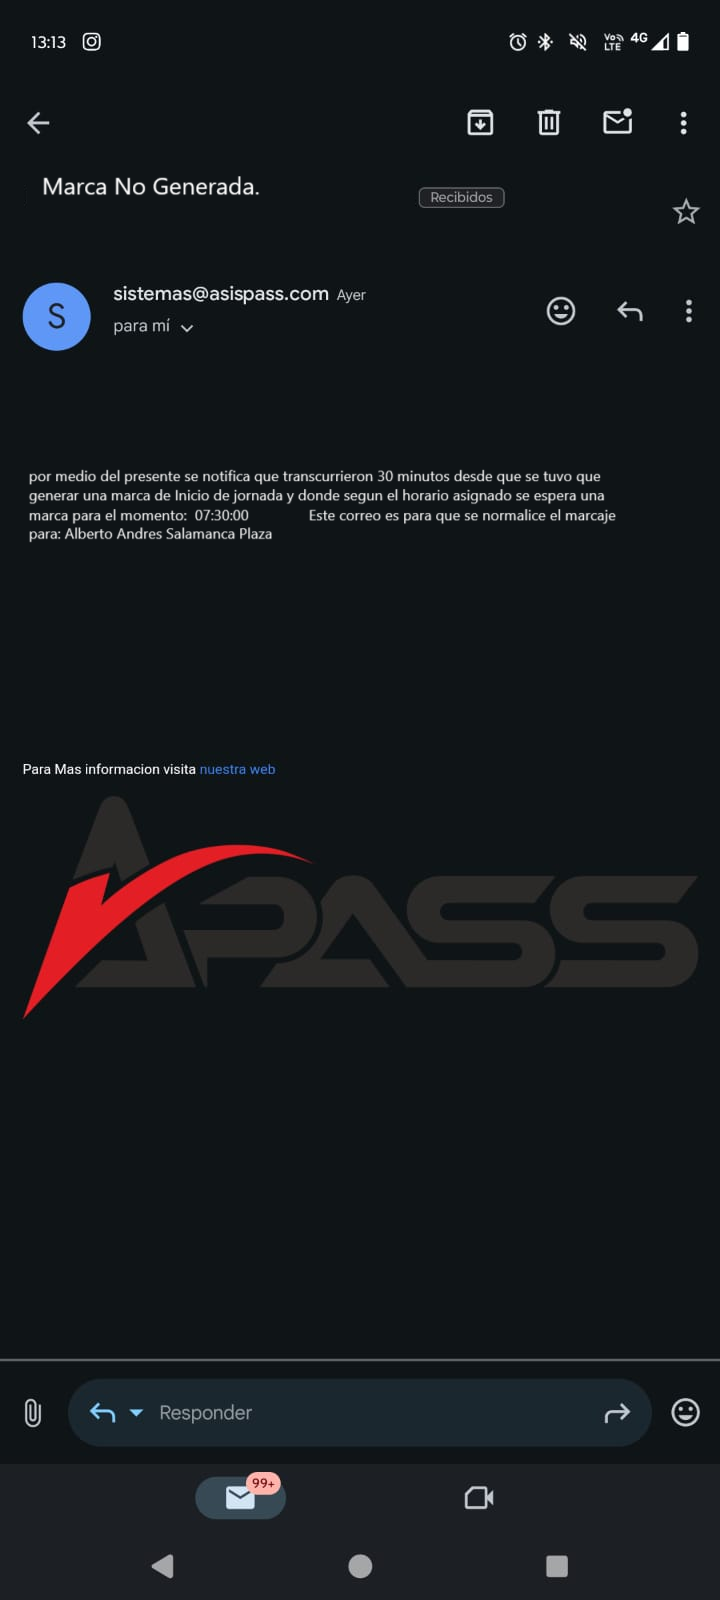 13:13
Vo LTE 4G
Marca No Generada.
Recibidos
S
sistemas@asispass.com Ayer
para mí
por medio del presente se notifica que transcurrieron 30 minutos desde que se tuvo que
generar una marca de Inicio de jornada y donde segun el horario asignado se espera una
marca para el momento: 07:30:00 Este correo es para que se normalice el marcaje
para: Alberto Andres Salamanca Plaza
Para Mas informacion visita nuestra web
APASS
Responder
99+